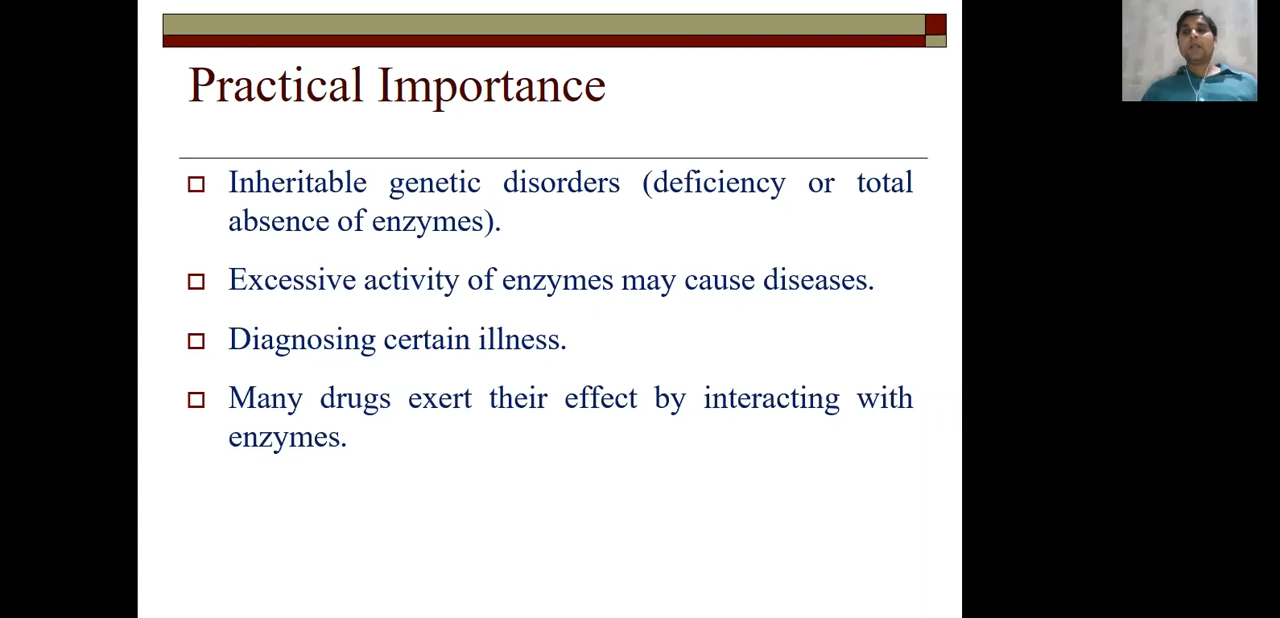 Practical Importance
Inheritable genetic disorders (deficiency or total
absence of enzymes).
Excessive activity of enzymes may cause diseases.
Diagnosing certain illness.
Many drugs exert their effect by interacting with
enzymes.